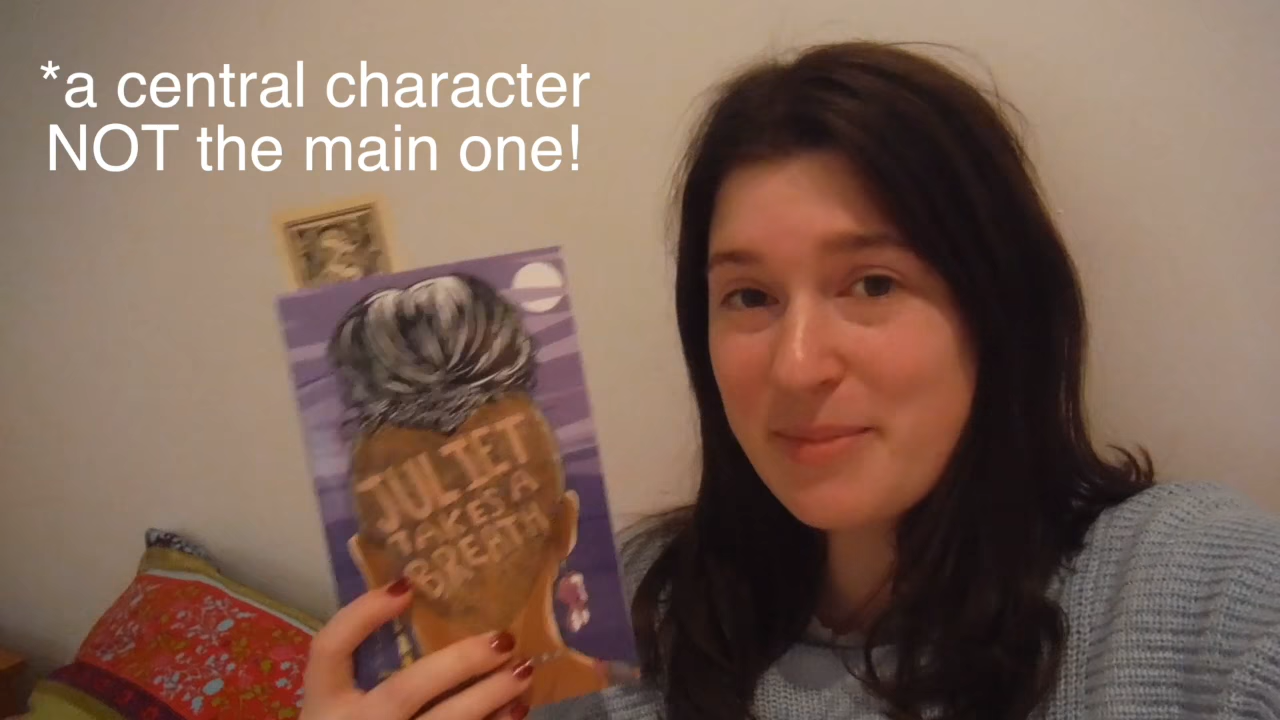 *a central character
NOT the main one!
JULIET
TAKES A
BREATH